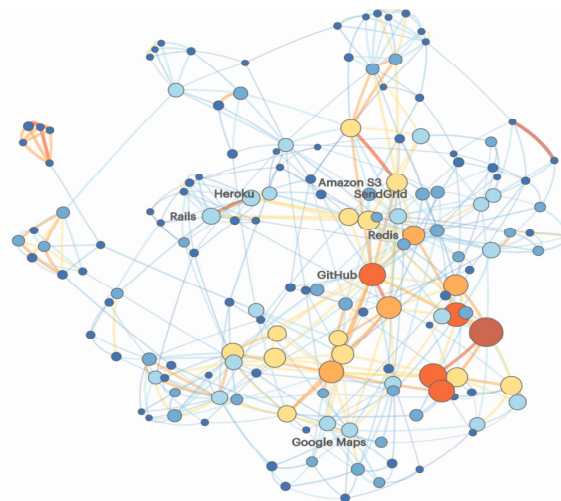 Amazon S3
Heroku
SendGrid
Rails
Redis
GitHub
Google Maps